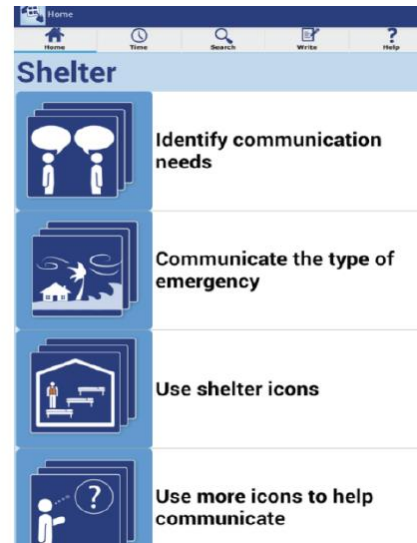 Home
Home Time Search Write ? Help
Shelter
Identify communication
needs
Communicate the type of
emergency
Use shelter icons
?
Use more icons to help
communicate